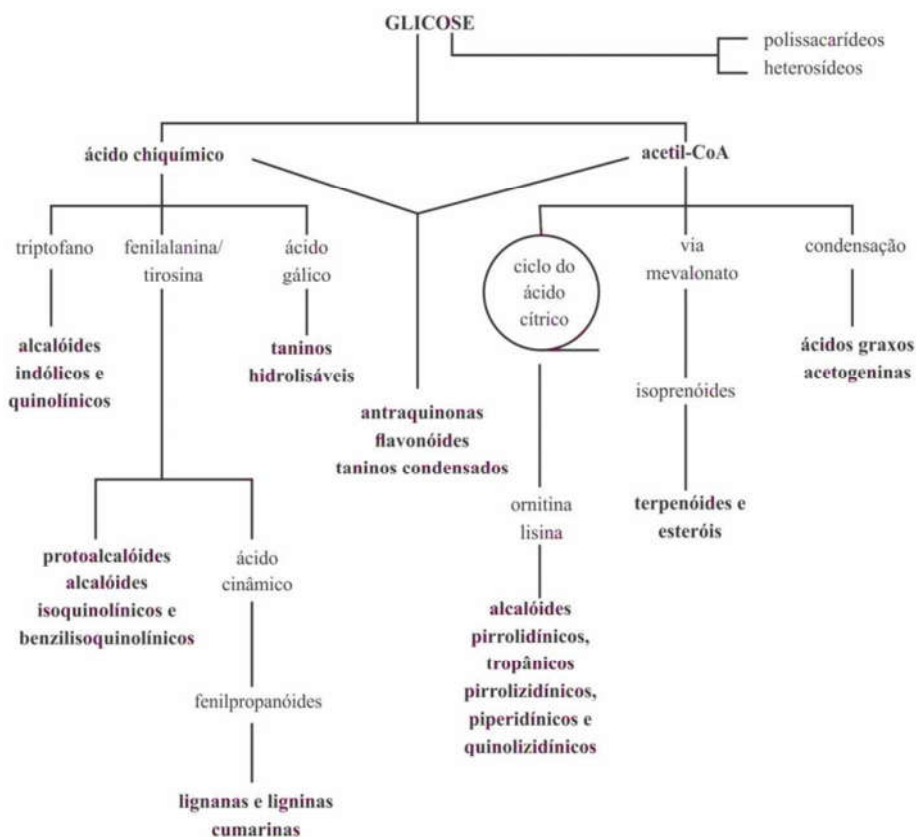 GLICOSE
polissacarídeos
heterosídeos
ácido chiquímico
acetil-CoA
triptofano
fenilalanina/
tirosina
ácido
gálico
ciclo do
ácido
cítrico
via
mevalonato
condensação
alcalóides
indólicos e
quinolínicos
taninos
hidrolisáveis
antraquinonas
flavonóides
taninos condensados
isoprenóides
ácidos graxos
acetogeninas
ornitina
lisina
terpenóides e
esteróis
protoalcalóides
alcalóides
isoquinolínicos e
benzilisoquinolínicos
ácido
cinâmico
alcalóides
pirrolidínicos,
tropânicos
pirrolizidínicos,
piperidínicos e
quinolizidínicos
fenilpropanóides
lignanas e ligninas
cumarinas